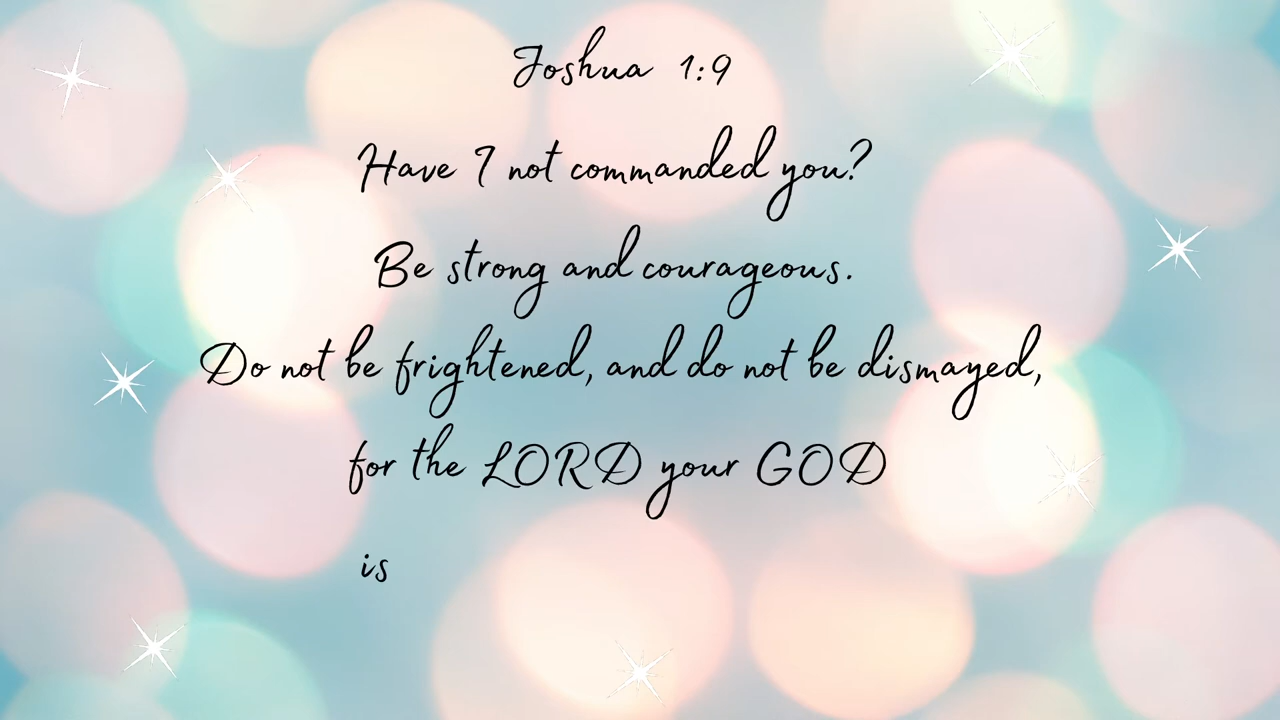 Joshua 1:9
Have I not commanded you?
Be strong and courageous.
Do not be frightened, and do not be dismayed,
for the LORD your GOD
is